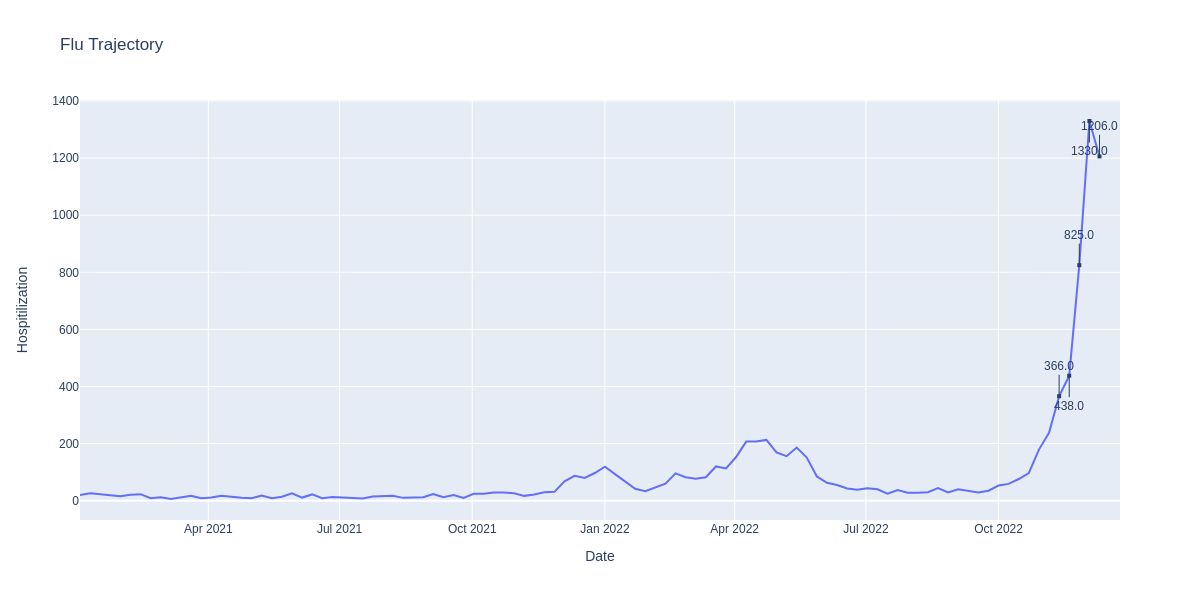 Flu Trajectory
1400
1200
1000
800
600
400
200
0
Hospitilization
1206.0
1330.0
825.0
366.0
438.0
Apr 2021
Jul 2021
Oct 2021
Jan 2022
Apr 2022
Jul 2022
Oct 2022
Date